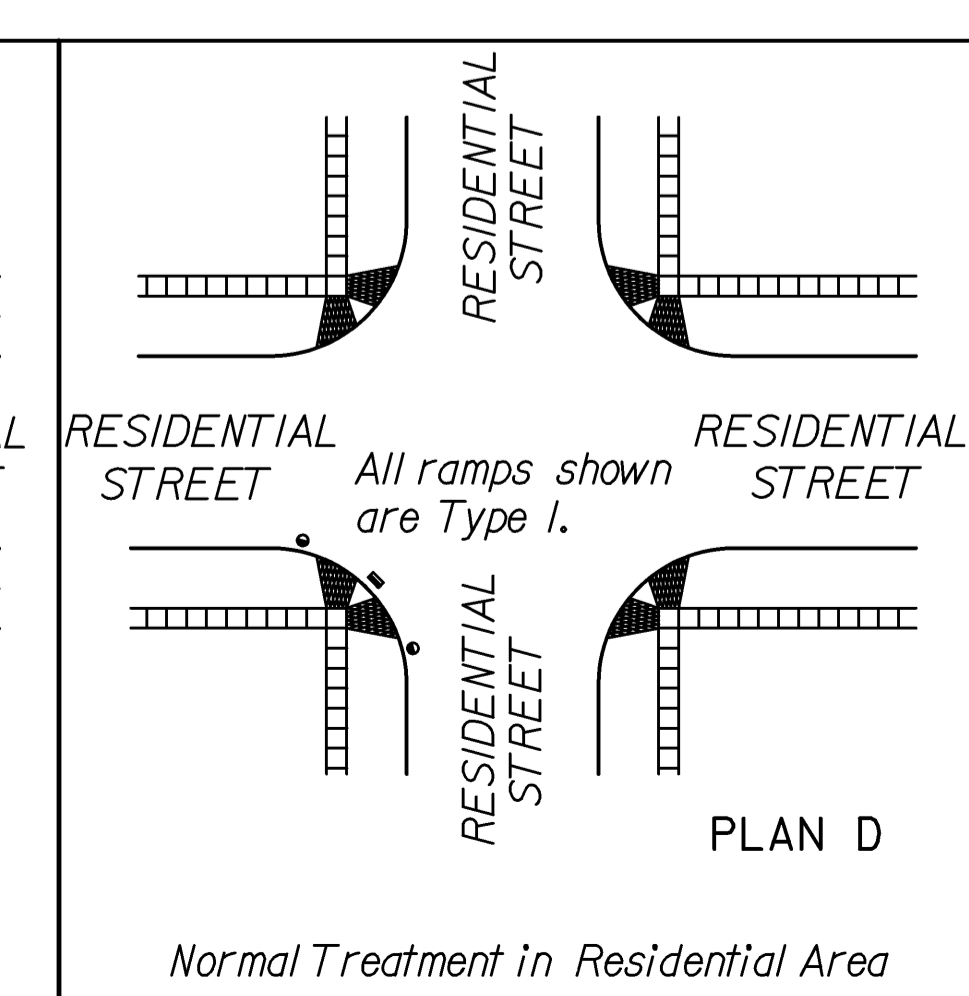 RESIDENTIAL
STREET
L
RESIDENTIAL
STREET
All ramps shown
are Type I.
RESIDENTIAL
STREET
RESIDENTIAL
STREET
PLAN D
Normal Treatment in Residential Area